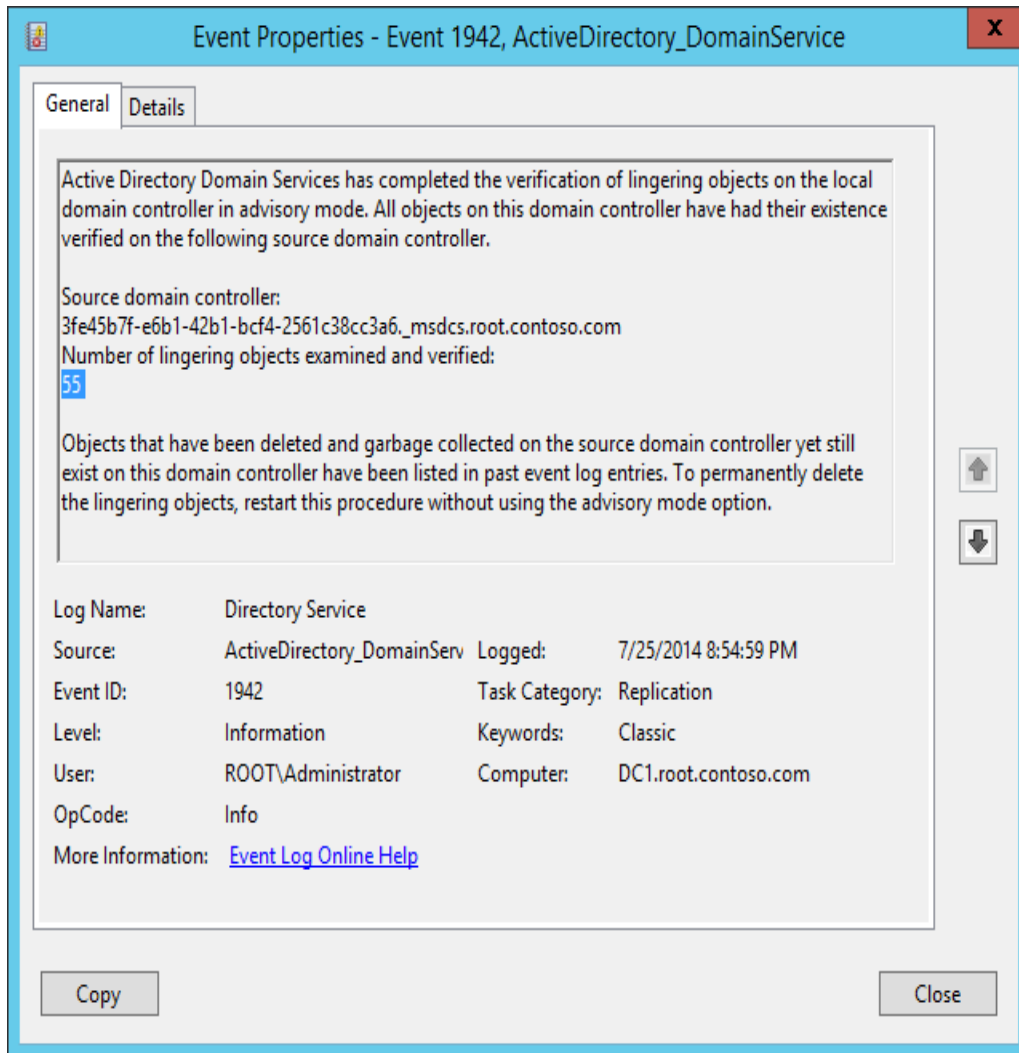 Event Properties - Event 1942, ActiveDirectory_DomainService
x
General Details
Active Directory Domain Services has completed the verification of lingering objects on the local
domain controller in advisory mode. All objects on this domain controller have had their existence
verified on the following source domain controller.
Source domain controller:
3fe45b7f-e6b1-42b1-bcf4-2561c38cc3a6._msdcs.root.contoso.com
Number of lingering objects examined and verified:
55
Objects that have been deleted and garbage collected on the source domain controller yet still
exist on this domain controller have been listed in past event log entries. To permanently delete
the lingering objects, restart this procedure without using the advisory mode option.
Log Name: Directory Service
Source: ActiveDirectory_DomainServ Logged: 7/25/2014 8:54:59 PM
Event ID: 1942 Task Category: Replication
Level: Information Keywords: Classic
User: ROOT\Administrator Computer: DC1.root.contoso.com
OpCode: Info
More Information: Event Log Online Help
Copy Close